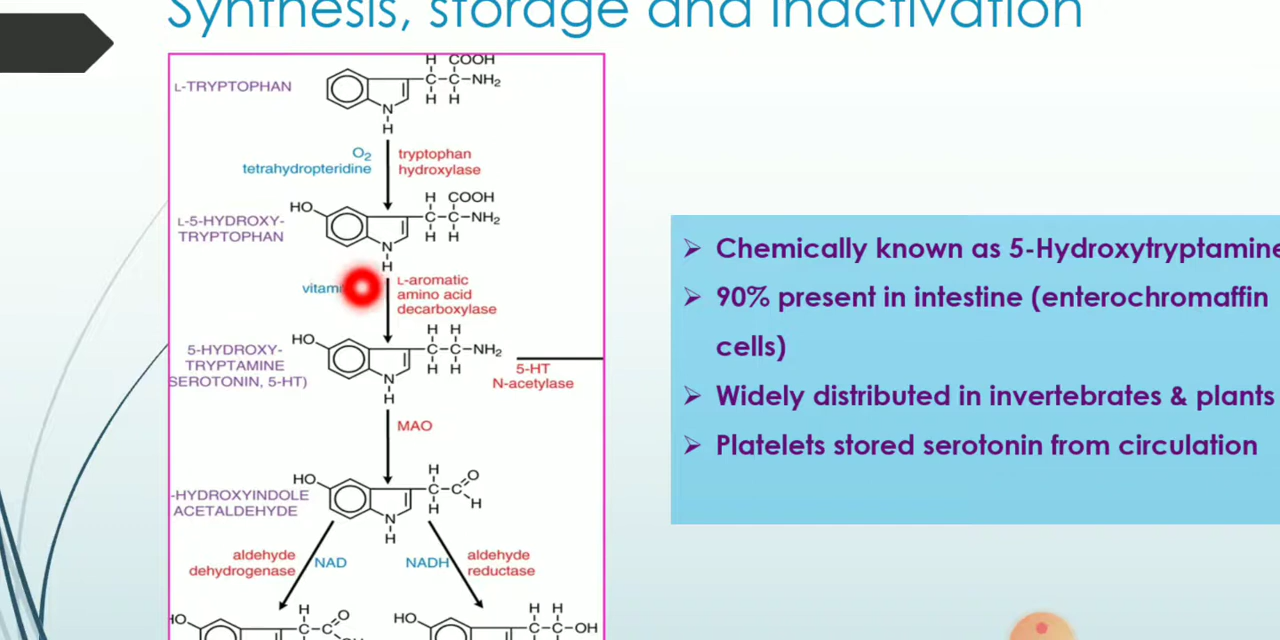 Synthesis, storage and inactivation
L-TRYPTOPHAN
H COOH
C-C-NH2
H H
N
H
O2
tetrahydropteridine
tryptophan
hydroxylase
L-5-HYDROXY-
TRYPTOPHAN
HO
H COOH
C-C-NH2
H H
N
H
L-aromatic
amino acid
decarboxylase
5-HYDROXY-
TRYPTAMINE
SEROTONIN, 5-HT)
HO
H H
C-C-NH2
H H
N
H
5-HT
N-acetylase
MAO
-HYDROXYINDOLE
ACETALDEHYDE
HO
H O
C-C
H H
N
H
aldehyde
dehydrogenase
NAD
NADH
aldehyde
reductase
H O
C-C
HO
H H
C-C-OH
➢ Chemically known as 5-Hydroxytryptamine
➢ 90% present in intestine (enterochromaffin
cells)
➢ Widely distributed in invertebrates & plants
➢ Platelets stored serotonin from circulation